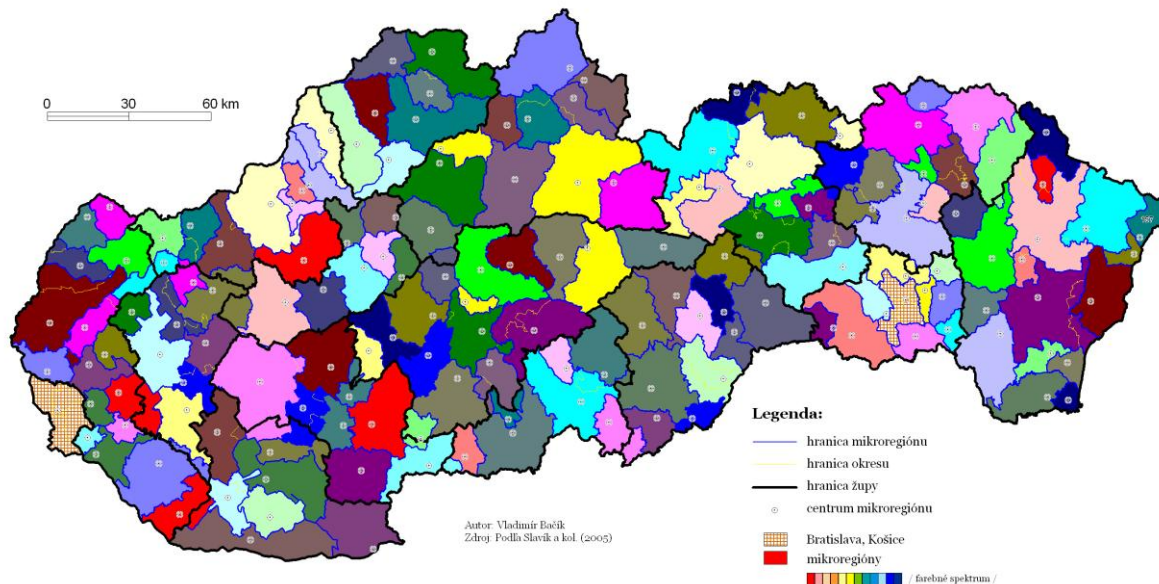 0 30 60 km
Legenda:
hranica mikroregiónu
hranica okresu
hranica župy
centrum mikroregiónu
Bratislava, Košice
mikroregióny
/ farebné spektrum /
Autor: Vladimír Bačík
Zdroj: Podľa Slavík a kol. (2005)